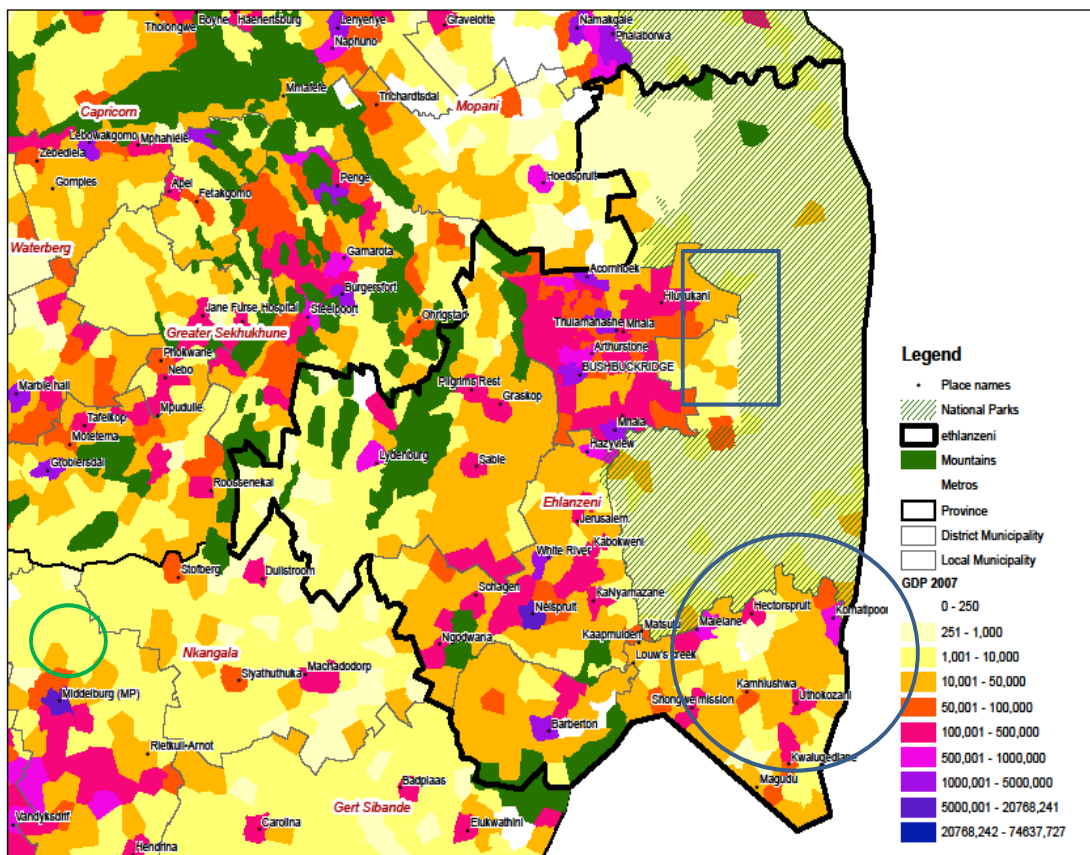 Tholongwe
Boyne
Haenertsburg
Lenyenye
Gravelotte
Namakgale
Phalaborwa
Naphuno
Mmafefe
Trichardtsdal
Mopani
Capricorn
Lebowakgomo
Mphahlele
Zebediela
Gompies
Apel
Fetakgomo
Penge
Hoedspruit
Waterberg
Gamarota
Acornhoek
Burgersfort
Hluvukani
Jane Furse Hospital
Steelpoort
Ohrigstad
Thulamahashe
Mhala
Greater Sekhukhune
Arthurstone
Phokwane
Nebo
BUSHBUCKRIDGE
Marble hall
Pilgrims Rest
Graskop
Tafelkop
Mpudulle
Motetema
Mhala
Groblersdal
Lydenburg
Sabie
Hazyview
Roossenekal
Ehlanzeni
Jerusalem
Kabokweni
White River
Stofberg
Dullstroom
Schagen
KaNyamazane
Nelspruit
Hectorspruit
Komatipoort
Matsulu
Malelane
Ngodwana
Kaapmuiden
Nkangala
Louw's creek
Siyathuthuka
Machadodorp
Kamhlushwa
Middelburg (MP)
Shongwe mission
Uthokozani
Barberton
Rietkuil-Arnot
Kwalugedlane
Badplaas
Magudu
Gert Sibande
Vandyksdrif
Carolina
Elukwathini
Hendrina
Legend
Place names
National Parks
ethlanzeni
Mountains
Metros
Province
District Municipality
Local Municipality
GDP 2007
0 - 250
251 - 1,000
1,001 - 10,000
10,001 - 50,000
50,001 - 100,000
100,001 - 500,000
500,001 - 1000,000
1000,001 - 5000,000
5000,001 - 20768,241
20768,242 - 74637,727